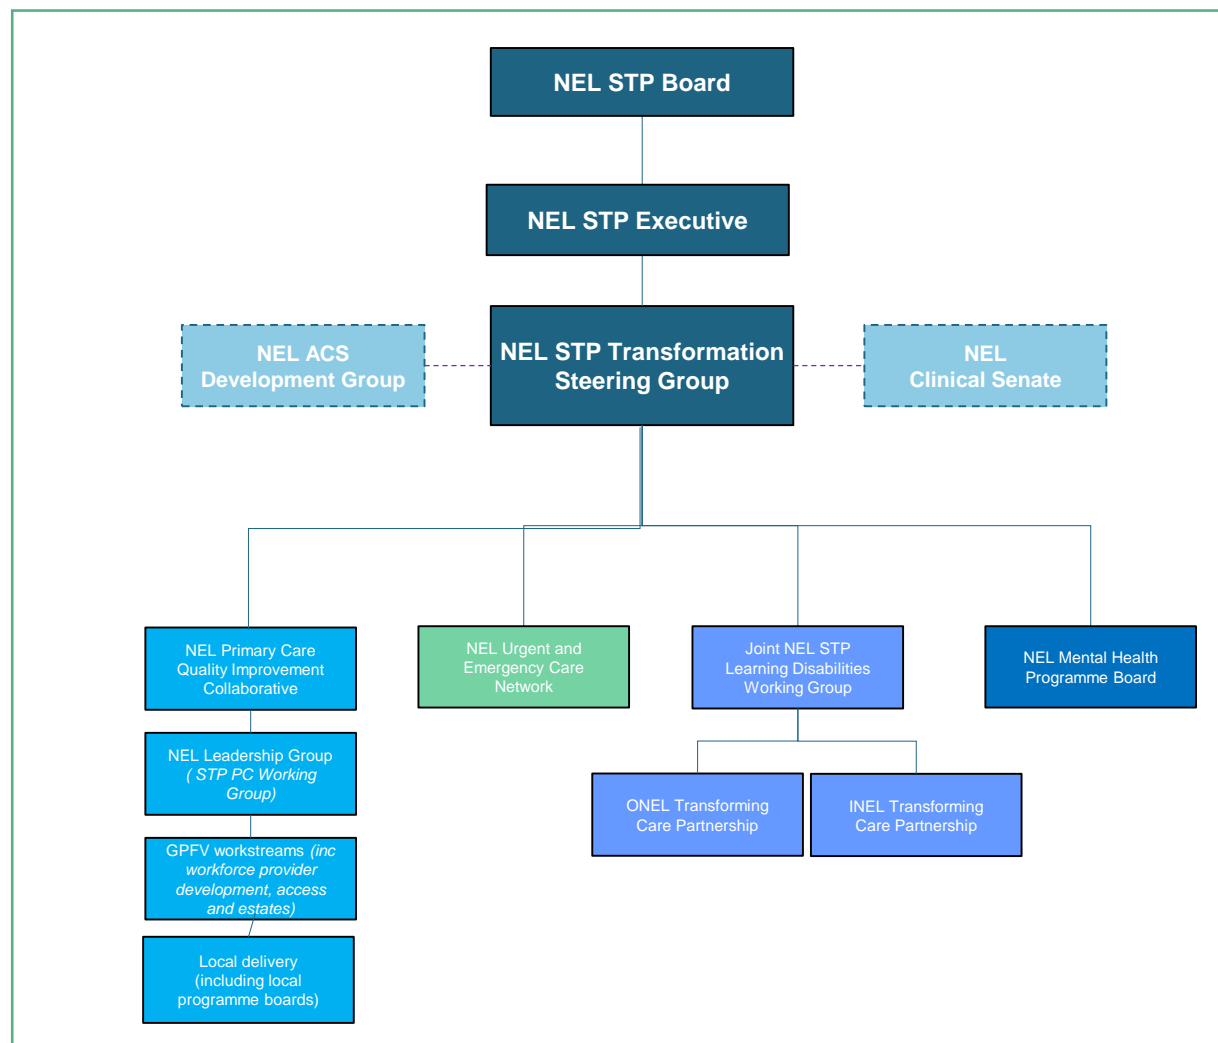 NEL STP Board
NEL STP Executive
NEL ACS
Development Group
NEL STP Transformation
Steering Group
NEL
Clinical Senate
NEL Primary Care
Quality Improvement
Collaborative
NEL Urgent and
Emergency Care
Network
Joint NEL STP
Learning Disabilities
Working Group
NEL Mental Health
Programme Board
NEL Leadership Group
( STP PC Working
Group)
ONEL Transforming
Care Partnership
INEL Transforming
Care Partnership
GPFV workstreams (inc
workforce provider
development, access
and estates)
Local delivery
(including local
programme boards)